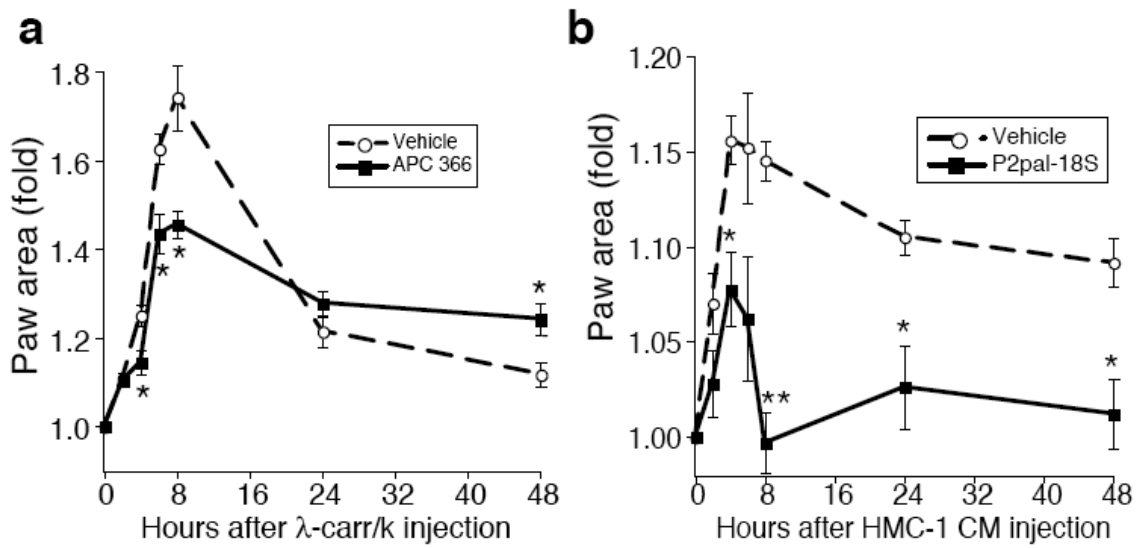 a
Paw area (fold)
1.8
1.6
1.4
1.2
1.0
Vehicle
APC 366
*
*
*
*
0 8 16 24 32 40 48
Hours after λ-carr/k injection
b
Paw area (fold)
1.20
1.15
1.10
1.05
1.00
Vehicle
P2pal-18S
*
**
*
*
0 8 16 24 32 40 48
Hours after HMC-1 CM injection